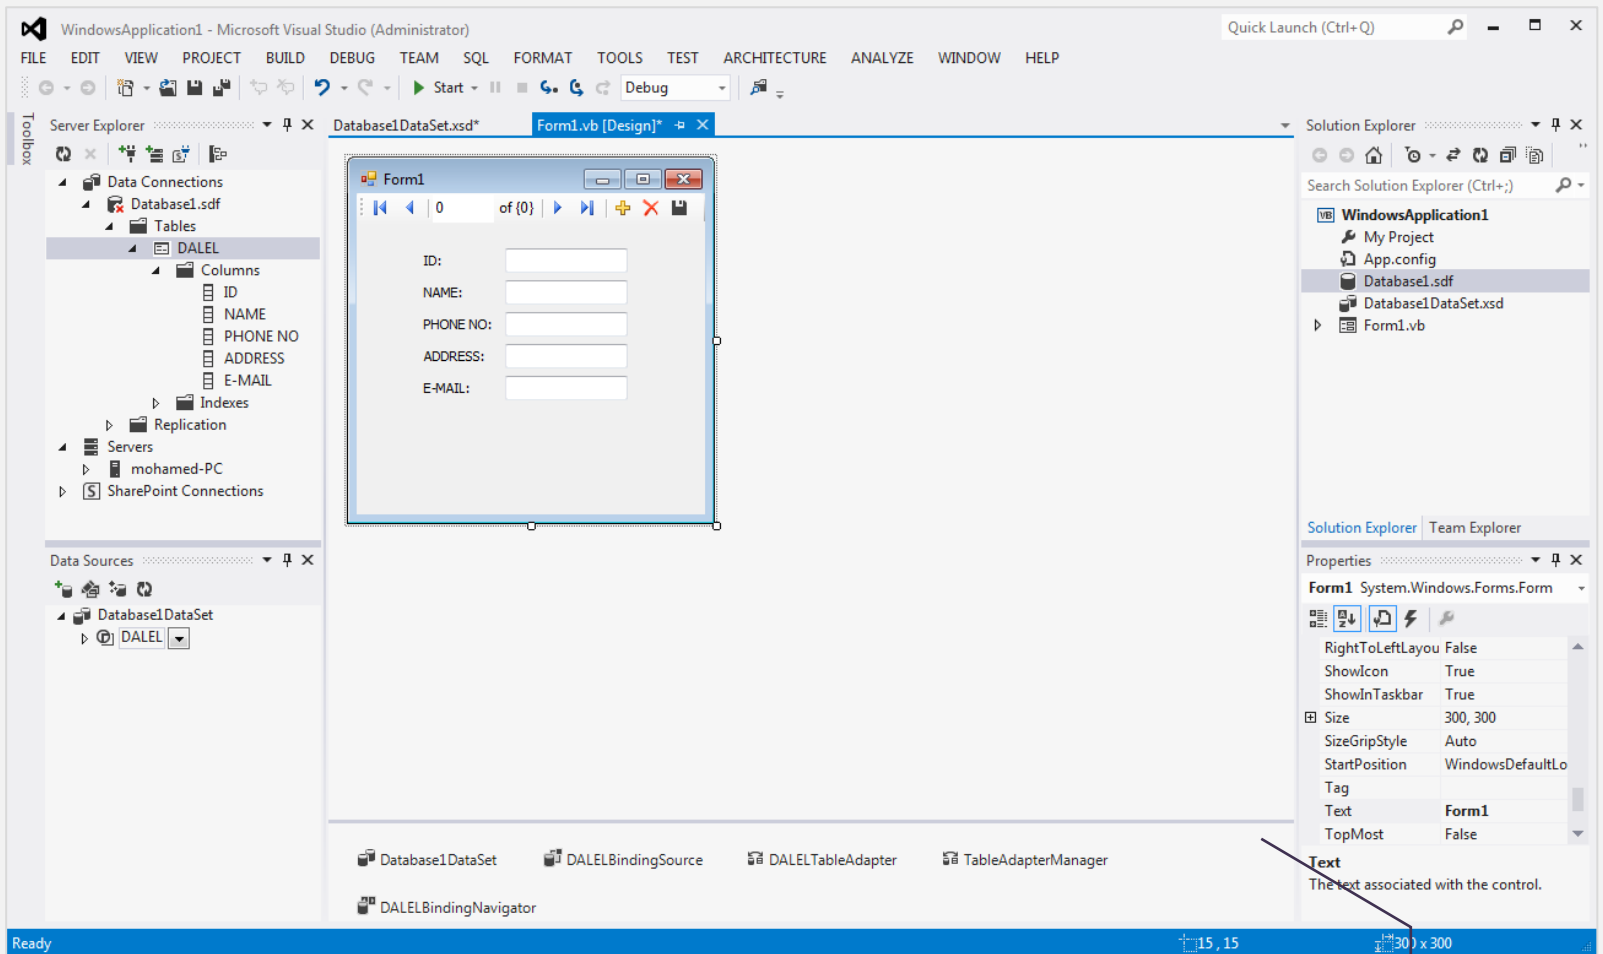 WindowsApplication1 - Microsoft Visual Studio (Administrator)
Quick Launch (Ctrl+Q)
FILE EDIT VIEW PROJECT BUILD DEBUG TEAM SQL FORMAT TOOLS TEST ARCHITECTURE ANALYZE WINDOW HELP
Start Debug
Toolbox
Server Explorer
Data Connections
Database1.sdf
Tables
DALEL
Columns
ID
NAME
PHONE NO
ADDRESS
E-MAIL
Indexes
Replication
Servers
mohamed-PC
SharePoint Connections
Data Sources
Database1DataSet
DALEL
Database1DataSet.xsd*
Form1.vb [Design]*
Form1
0 of {0}
ID:
NAME:
PHONE NO:
ADDRESS:
E-MAIL:
Database1DataSet DALELBindingSource DALELTableAdapter TableAdapterManager
DALELBindingNavigator
Solution Explorer
Search Solution Explorer (Ctrl+;)
WindowsApplication1
My Project
App.config
Database1.sdf
Database1DataSet.xsd
Form1.vb
Solution Explorer Team Explorer
Properties
Form1 System.Windows.Forms.Form
RightToLeftLayou False
ShowIcon True
ShowInTaskbar True
Size 300, 300
SizeGripStyle Auto
StartPosition WindowsDefaultLo
Tag
Text Form1
TopMost False
Text
The text associated with the control.
Ready
15 , 15
300 x 300